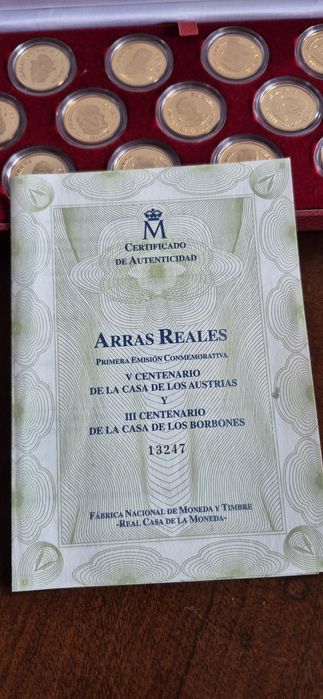 M
CERTIFICADO
DE AUTENTICIDAD
ARRAS REALES
PRIMERA EMISIÓN CONMEMORATIVA
V CENTENARIO
DE LA CASA DE LOS AUSTRIAS
Y
III CENTENARIO
DE LA CASA DE LOS BORBONES
13247
FÁBRICA NACIONAL DE MONEDA Y TIMBRE
-REAL CASA DE LA MONEDA-